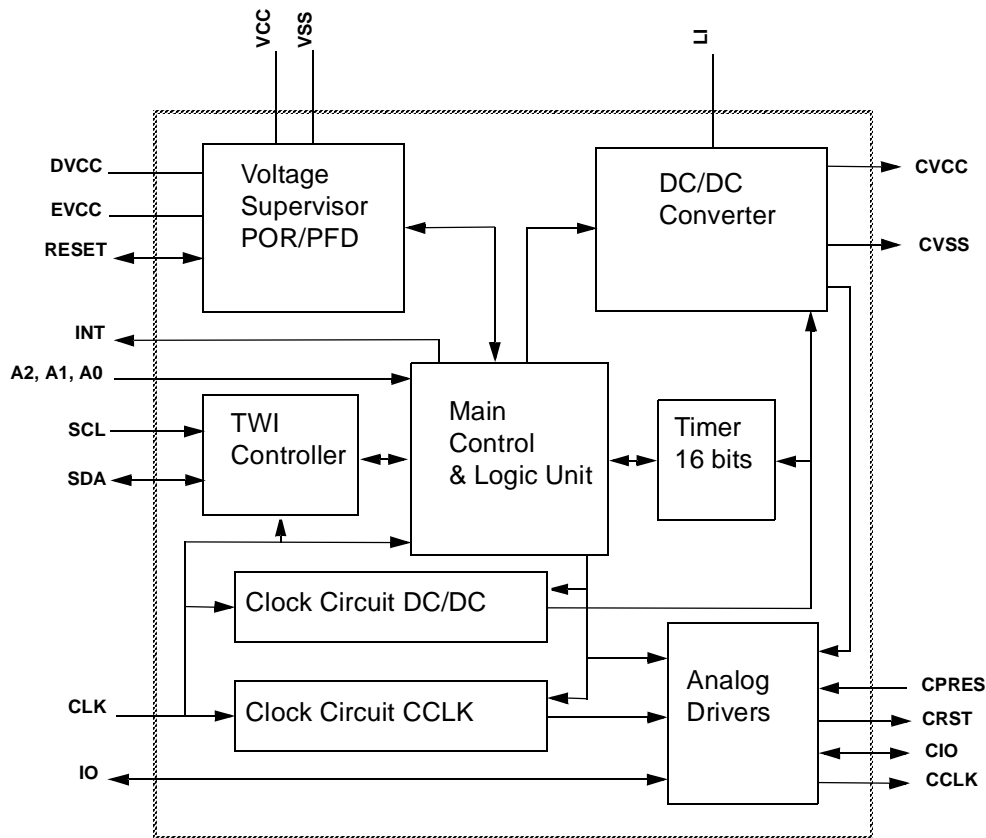 VCC
VSS
LI
DVCC
EVCC
RESET
Voltage
Supervisor
POR/PFD
DC/DC
Converter
CVCC
CVSS
INT
A2, A1, A0
SCL
SDA
TWI
Controller
Main
Control
& Logic Unit
Timer
16 bits
Clock Circuit DC/DC
Clock Circuit CCLK
CLK
IO
Analog
Drivers
CPRES
CRST
CIO
CCLK